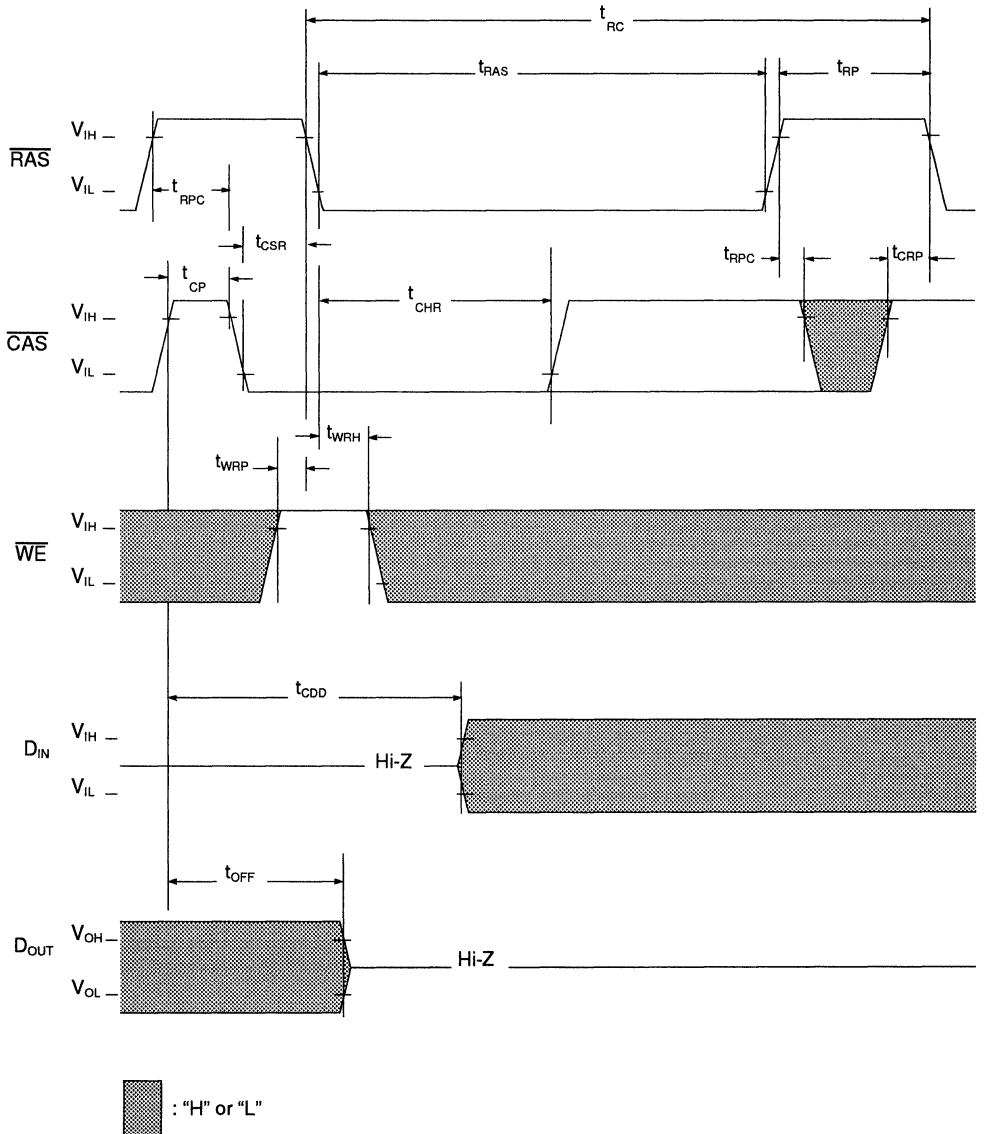 tRC
tRAS
tRP
RAS
VIH
VIL
tRPC
tCSR
tRPC
tCRP
tCP
tCHR
CAS
VIH
VIL
tWRH
tWRP
WE
VIH
VIL
tCDD
DIN
VIH
Hi-Z
VIL
tOFF
DOUT
VOH
Hi-Z
VOL
: “H” or “L”